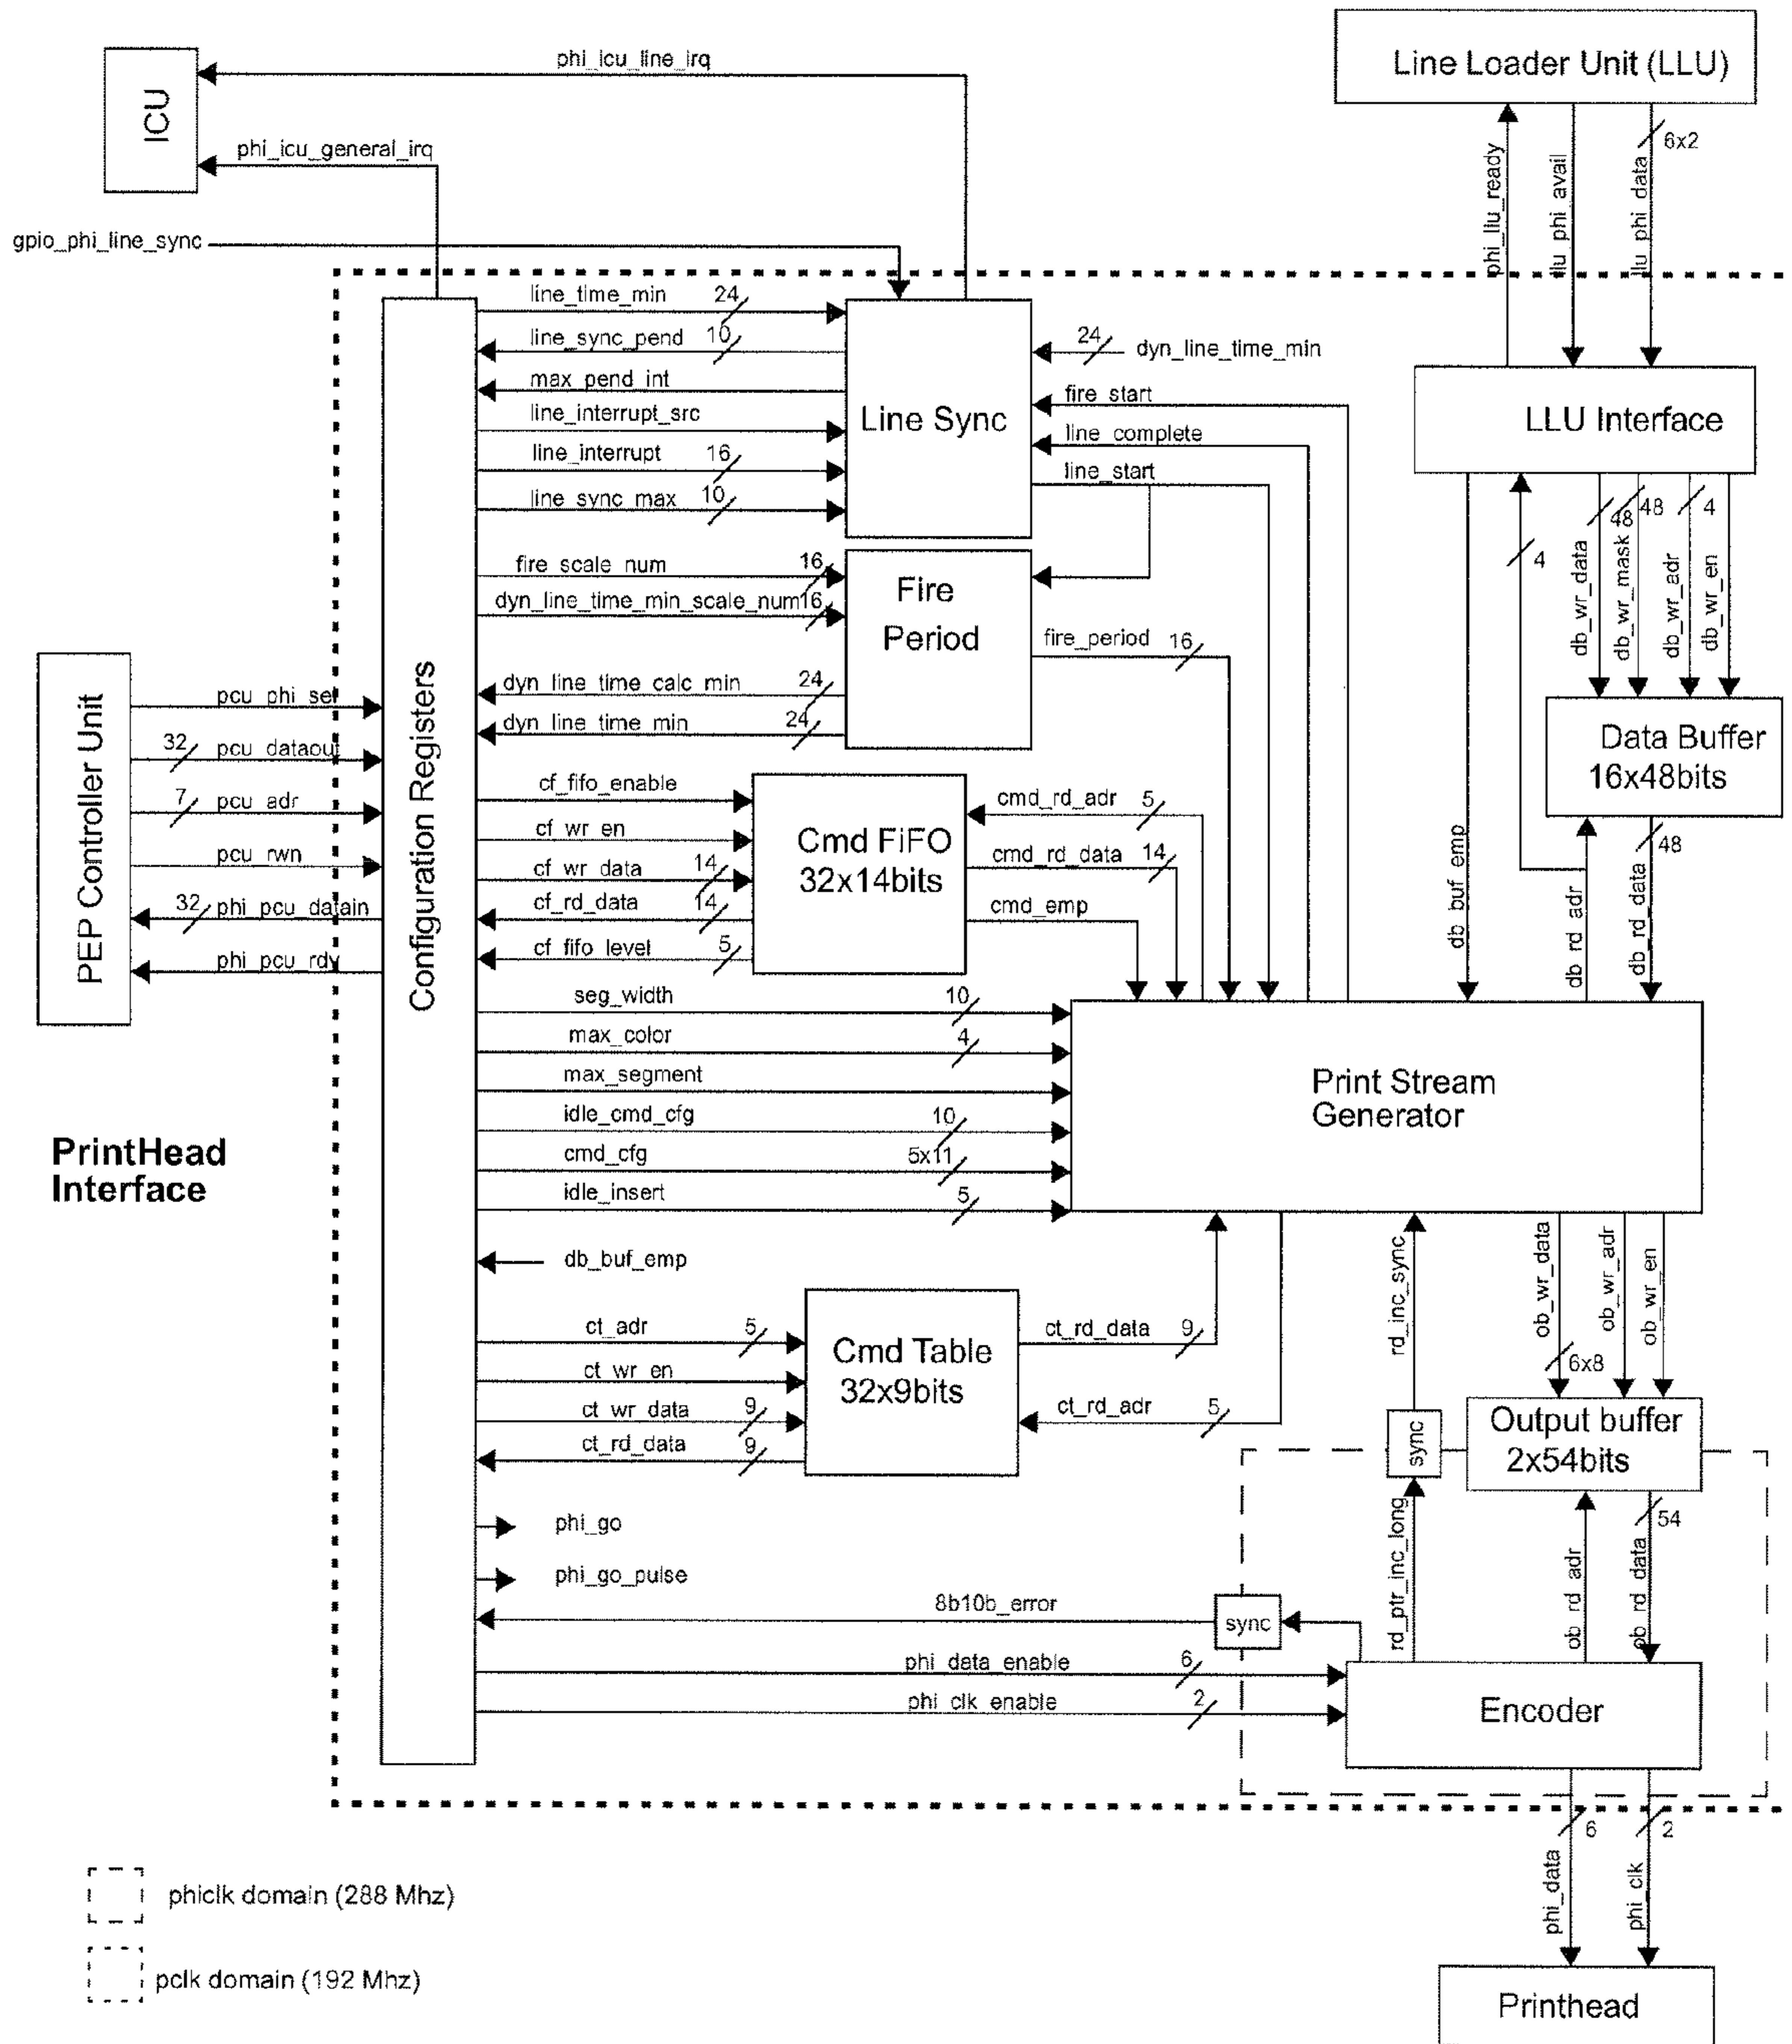 Line Loader Unit (LLU)
phi_icu_line_irq
ICU
phi_icu_general_irq
6x2
phi_llu_ready
llu_phi_avail
llu_phi_data
gpio_phi_line_sync
line_time_min
24
line_sync_pend
10
max_pend_int
line_interrupt_src
line_interrupt
16
line_sync_max
10
Line Sync
24
dyn_line_time_min
fire_start
line_complete
line_start
LLU Interface
4
48
48
4
db_wr_data
db_wr_mask
db_wr_adr
db_wr_en
fire_scale_num
16
dyn_line_time_min_scale_num
16
dyn_line_time_calc_min
24
dyn_line_time_min
24
Fire
Period
fire_period
16
Data Buffer
16x48bits
48
db_buf_emp
db_rd_adr
db_rd_data
PEP Controller Unit
pcu_phi_sel
32
pcu_dataout
7
pcu_adr
pcu_rwn
32
phi_pcu_datain
phi_pcu_rdy
Configuration Registers
cf_fifo_enable
cf_wr_en
cf_wr_data
14
cf_rd_data
14
cf_fifo_level
5
Cmd FiFO
32x14bits
cmd_rd_adr
5
cmd_rd_data
14
cmd_emp
seg_width
10
max_color
4
max_segment
idle_cmd_cfg
10
cmd_cfg
5x11
idle_insert
5
Print Stream
Generator
PrintHead
Interface
db_buf_emp
ct_adr
5
ct_wr_en
ct_wr_data
9
ct_rd_data
9
Cmd Table
32x9bits
ct_rd_data
9
ct_rd_adr
5
rd_inc_sync
ob_wr_data
ob_wr_adr
ob_wr_en
6x8
sync
Output buffer
2x54bits
54
rd_ptr_inc_long
ob_rd_adr
ob_rd_data
phi_go
phi_go_pulse
8b10b_error
sync
phi_data_enable
6
phi_clk_enable
2
Encoder
6
2
phi_data
phi_clk
phiclk domain (288 Mhz)
pclk domain (192 Mhz)
Printhead